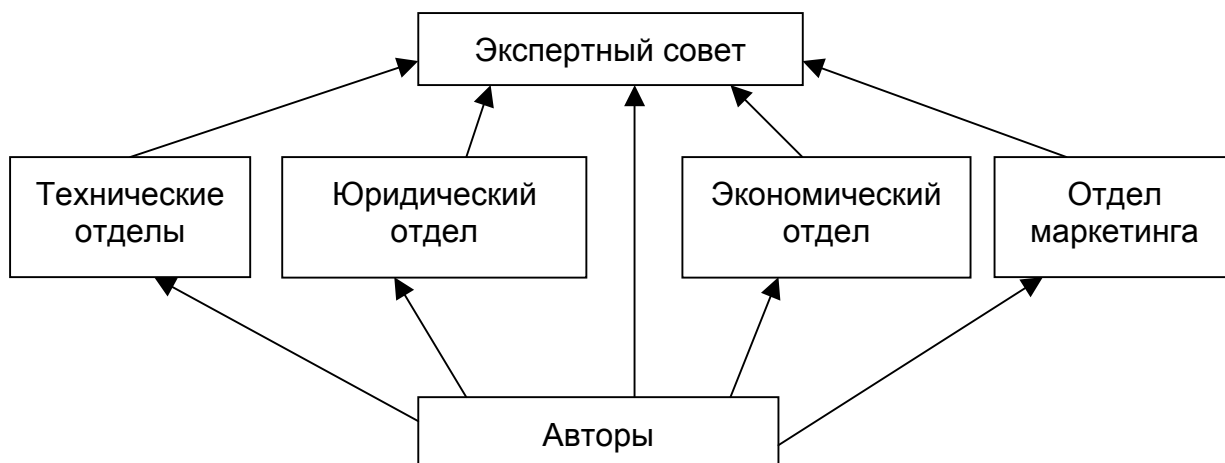 Экспертный совет
Технические
отделы
Юридический
отдел
Экономический
отдел
Отдел
маркетинга
Авторы